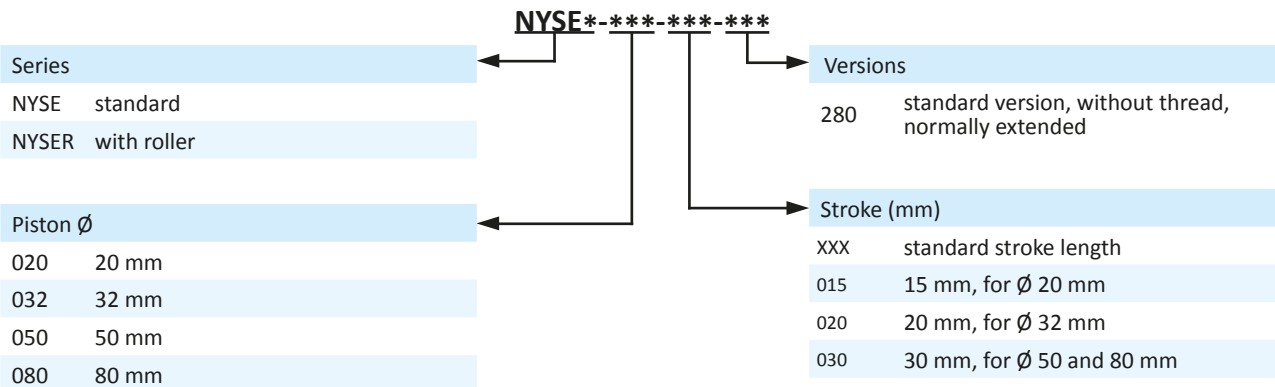 NYSE*-***-***-***
Series
NYSE standard
NYSER with roller
Piston Ø
020 20 mm
032 32 mm
050 50 mm
080 80 mm
Versions
280 standard version, without thread,
normally extended
Stroke (mm)
XXX standard stroke length
015 15 mm, for Ø 20 mm
020 20 mm, for Ø 32 mm
030 30 mm, for Ø 50 and 80 mm